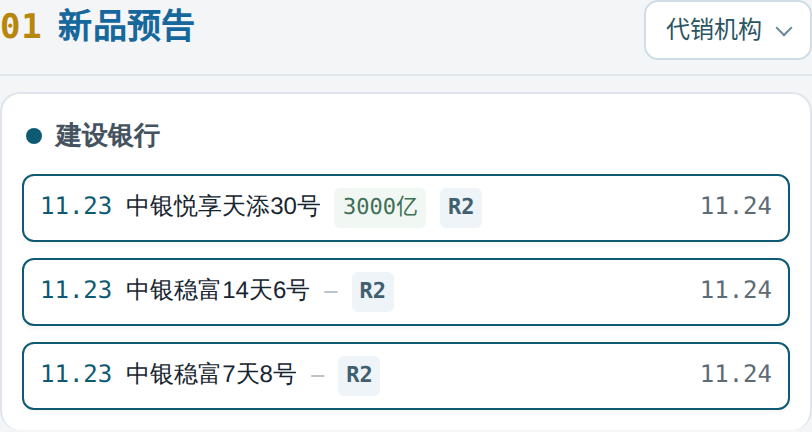 01 新品预告 代销机构
建设银行
11.23 中银悦享天添30号 3000亿 R2 11.24
11.23 中银稳富14天6号 – R2 11.24
11.23 中银稳富7天8号 – R2 11.24